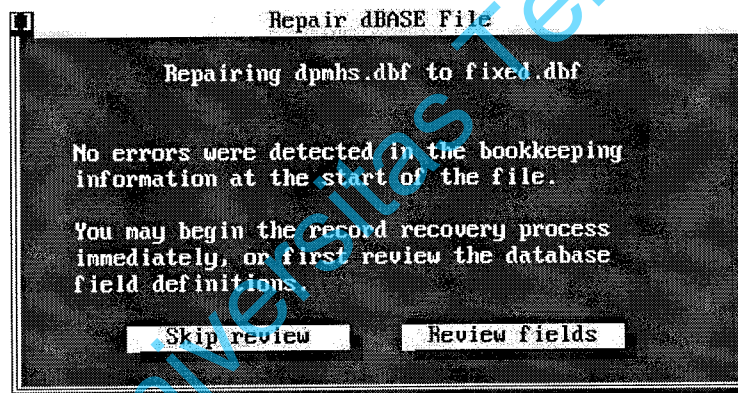 Repair dBASE File
Repairing dpmhs.dbf to fixed.dbf
No errors were detected in the bookkeeping
information at the start of the file.
You may begin the record recovery process
immediately, or first review the database
field definitions.
Skip review
Review fields